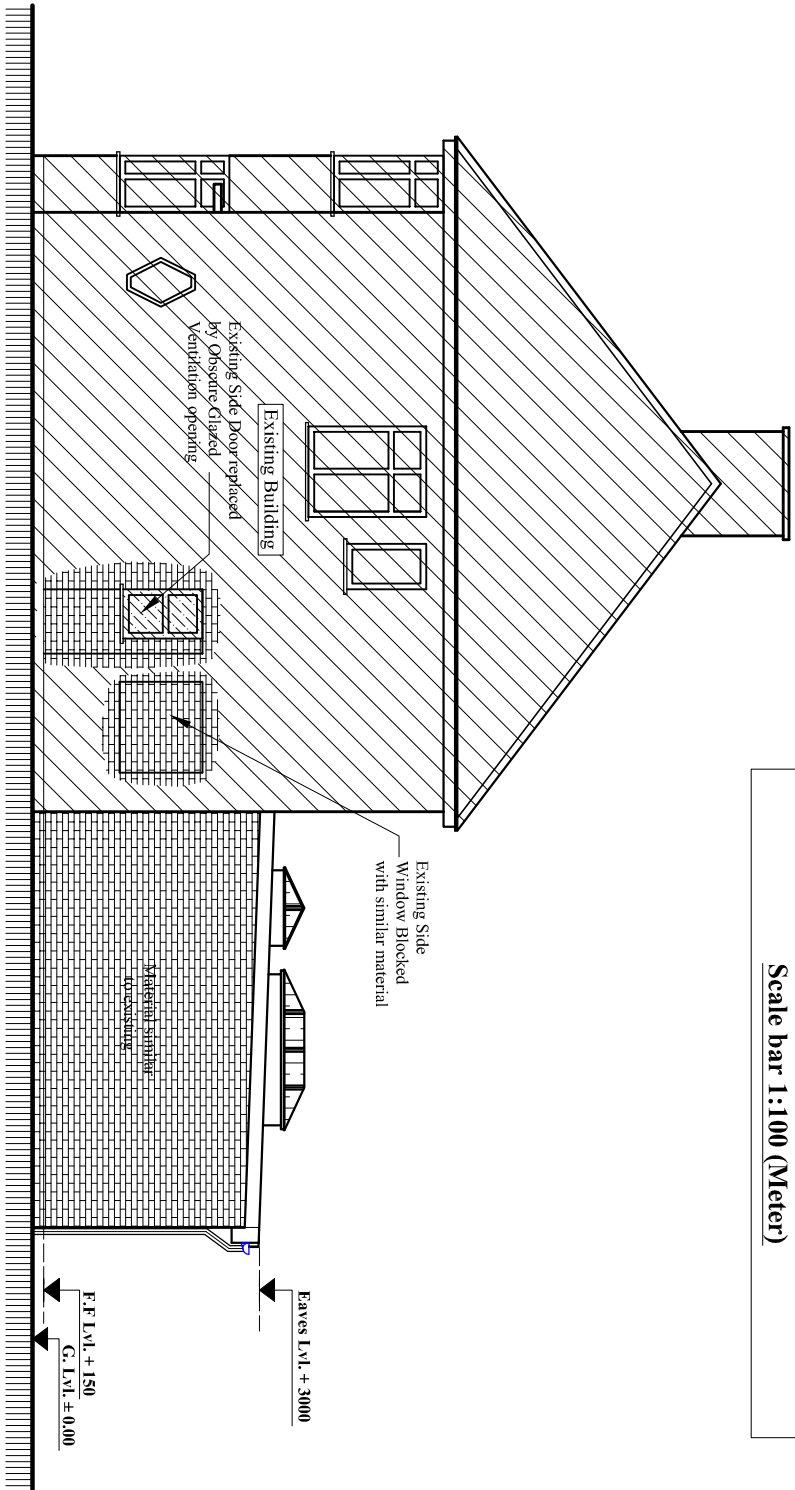 Scale bar 1:100 (Meter)
Existing Side
Window Blocked
with similar material
Existing Building
Existing Side Door replaced
by Obscure Glazed
Ventilation opening
Material similar
to existing
Eaves Lvl. + 3000
F.F Lvl. + 150
G. Lvl. ± 0.00